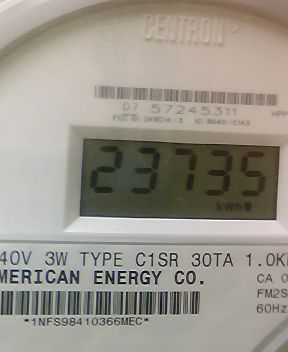 CENTRON
07 57245311
23735
kWh
40V 3W TYPE C1SR 30TA 1.0K
MERICAN ENERGY CO.
CA 0
FM2S
60Hz
*1NFS98410366MEC*